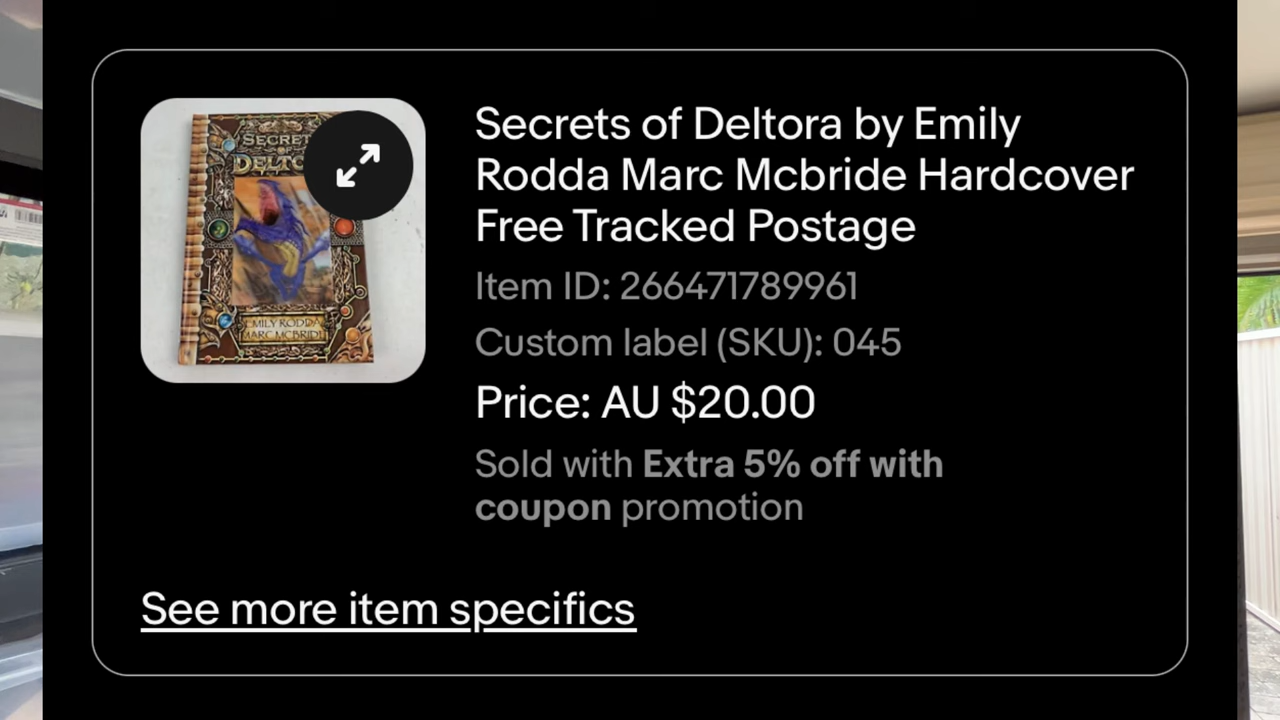 Secrets of Deltora by Emily
Rodda Marc Mcbride Hardcover
Free Tracked Postage
Item ID: 266471789961
Custom label (SKU): 045
Price: AU $20.00
Sold with Extra 5% off with
coupon promotion
See more item specifics
EMILY RODDA
MARC MCBRIDE